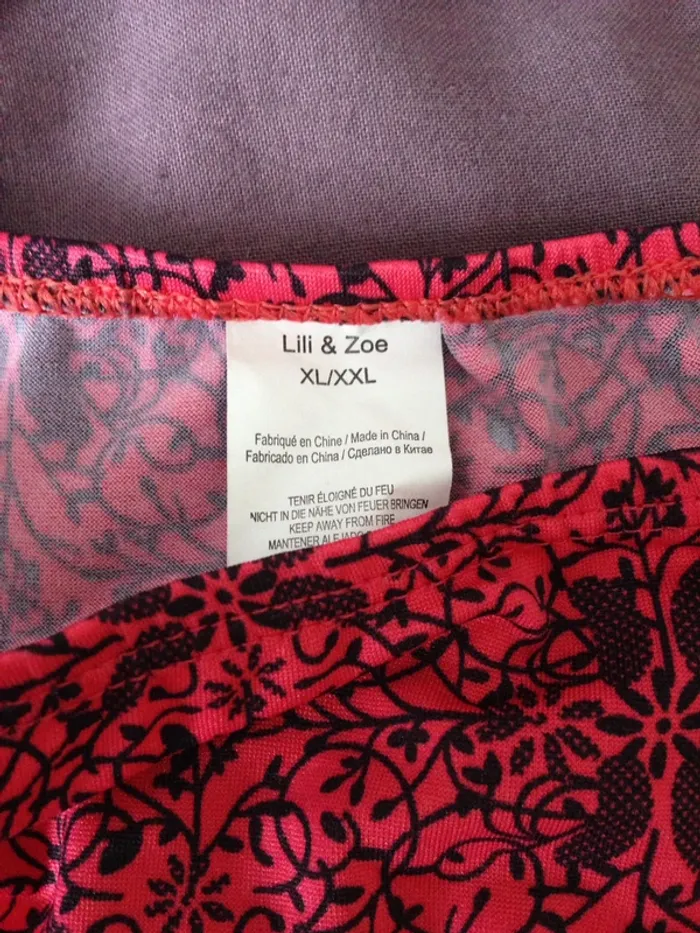 Lili & Zoe
XL/XXL
Fabriqué en Chine / Made in China /
Fabricado en China / Сделано в Китае
TENIR ÉLOIGNÉ DU FEU
NICHT IN DIE NÄHE VON FEUER BRINGEN
KEEP AWAY FROM FIRE
MANTENER